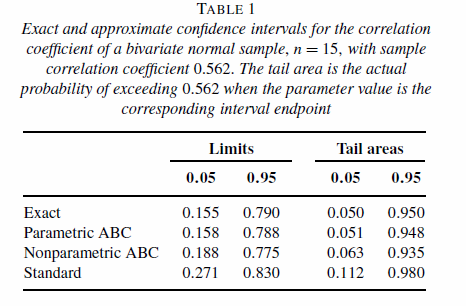 TABLE 1
Exact and approximate confidence intervals for the correlation
coefficient of a bivariate normal sample, n = 15, with sample
correlation coefficient 0.562. The tail area is the actual
probability of exceeding 0.562 when the parameter value is the
corresponding interval endpoint
Limits Tail areas
0.05 0.95 0.05 0.95
Exact 0.155 0.790 0.050 0.950
Parametric ABC 0.158 0.788 0.051 0.948
Nonparametric ABC 0.188 0.775 0.063 0.935
Standard 0.271 0.830 0.112 0.980